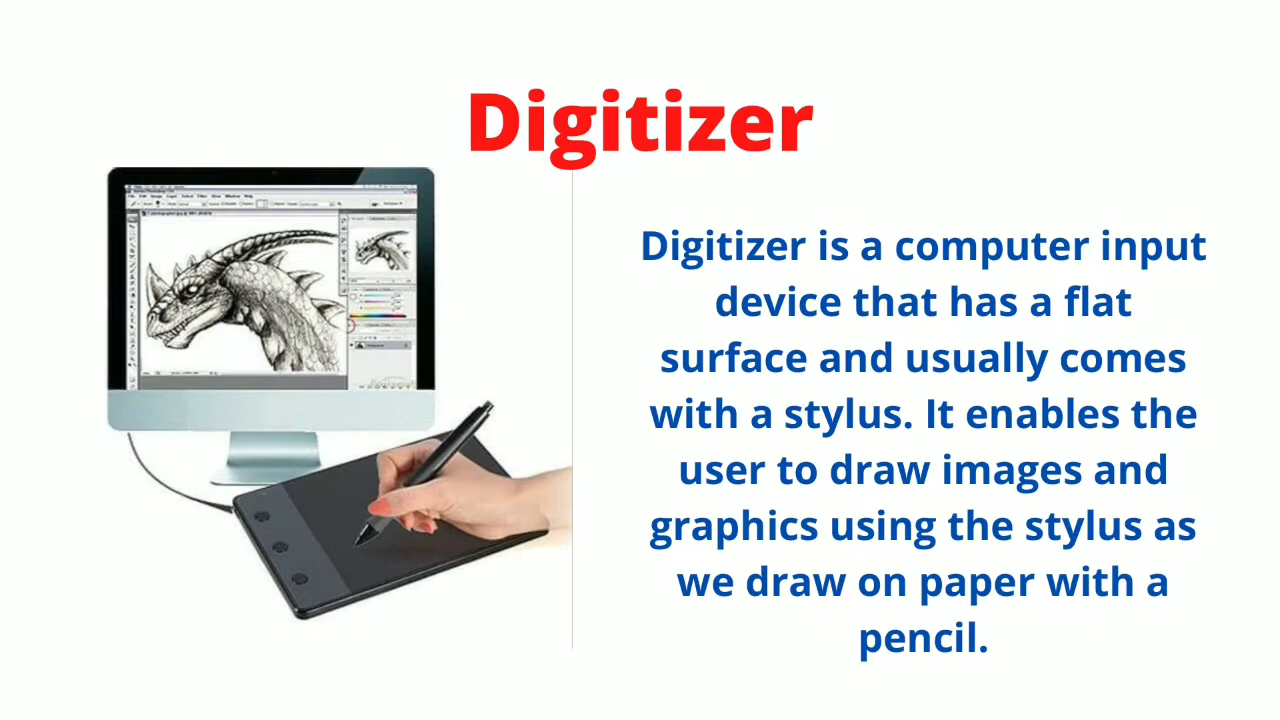 Digitizer
Digitizer is a computer input
device that has a flat
surface and usually comes
with a stylus. It enables the
user to draw images and
graphics using the stylus as
we draw on paper with a
pencil.